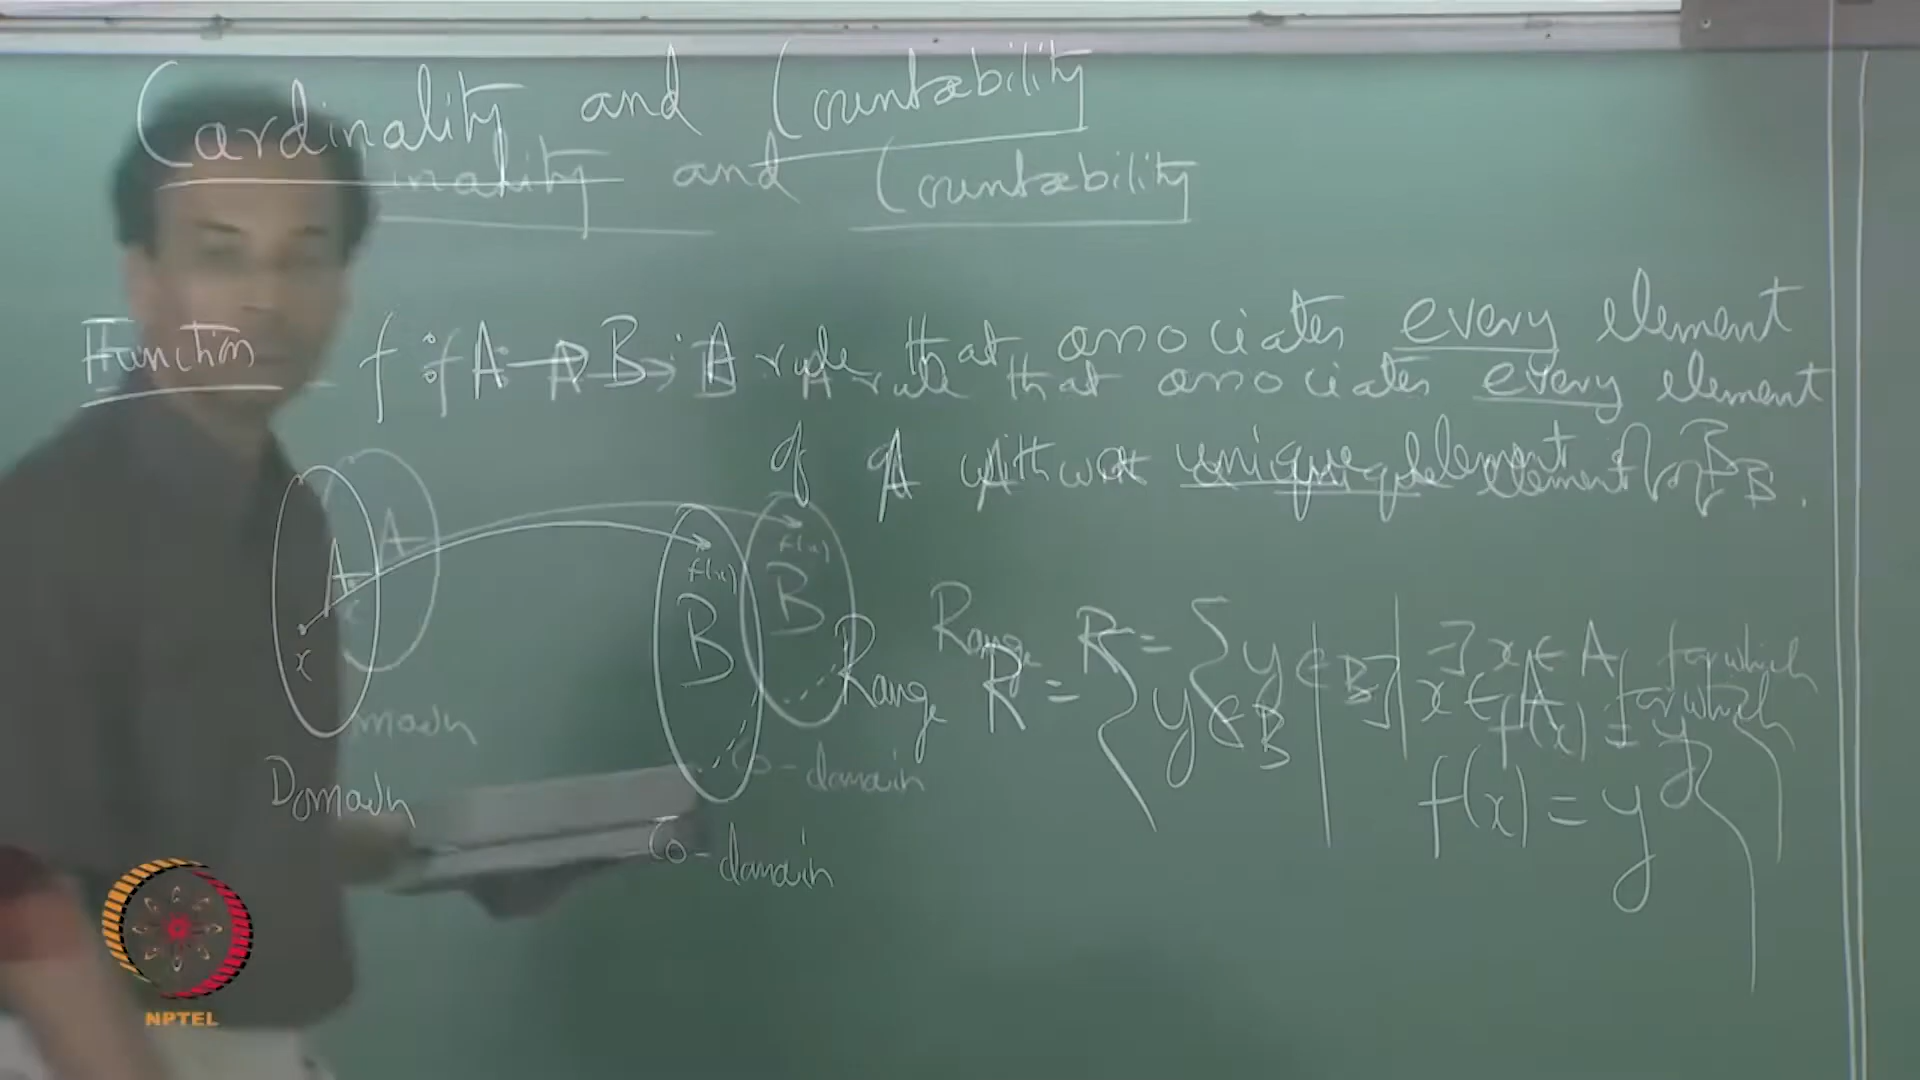 Cardinality and Countability
Function - f : A → B : A rule that associates every element
of A with a unique element of B.
A
x
f(x)
B
Domain
Co-domain
Range R = { y ∈ B | ∃ x ∈ A for which
f(x) = y }
NPTEL